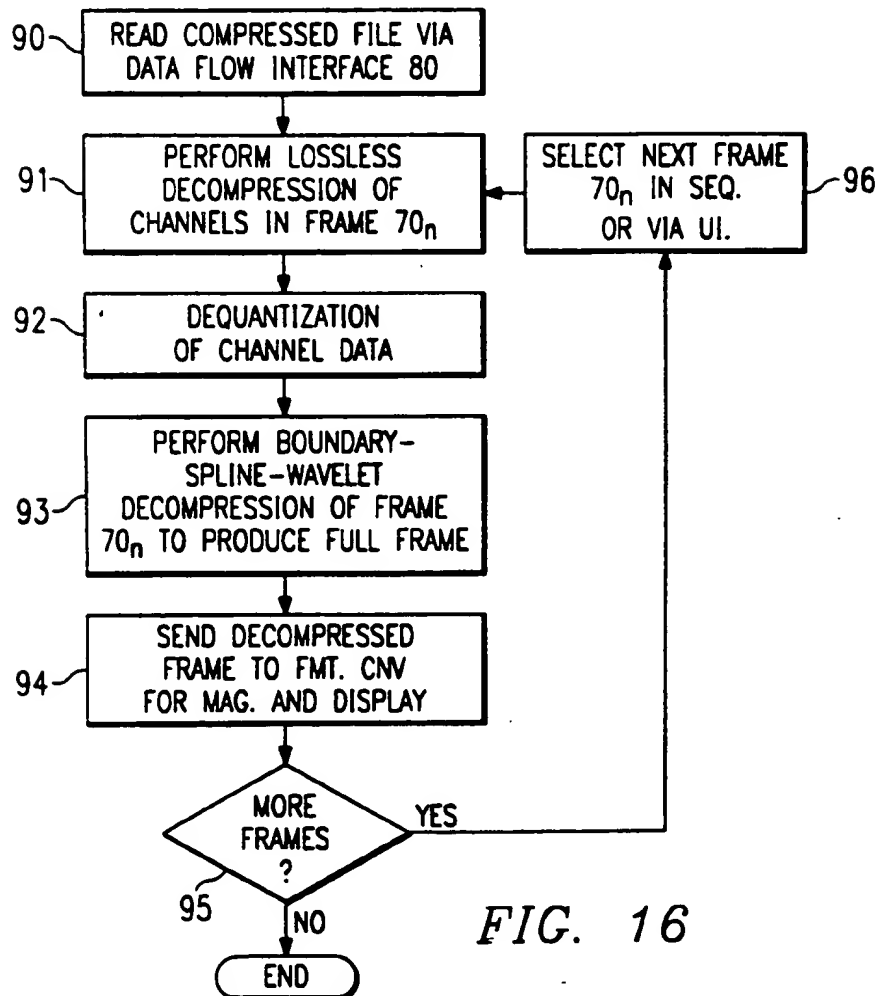 90
READ COMPRESSED FILE VIA
DATA FLOW INTERFACE 80
91
PERFORM LOSSLESS
DECOMPRESSION OF
CHANNELS IN FRAME 70n
SELECT NEXT FRAME
70n IN SEQ.
OR VIA UI.
96
92
DEQUANTIZATION
OF CHANNEL DATA
93
PERFORM BOUNDARY-
SPLINE-WAVELET
DECOMPRESSION OF FRAME
70n TO PRODUCE FULL FRAME
94
SEND DECOMPRESSED
FRAME TO FMT. CNV
FOR MAG. AND DISPLAY
MORE
FRAMES
?
YES
95
NO
END
FIG. 16